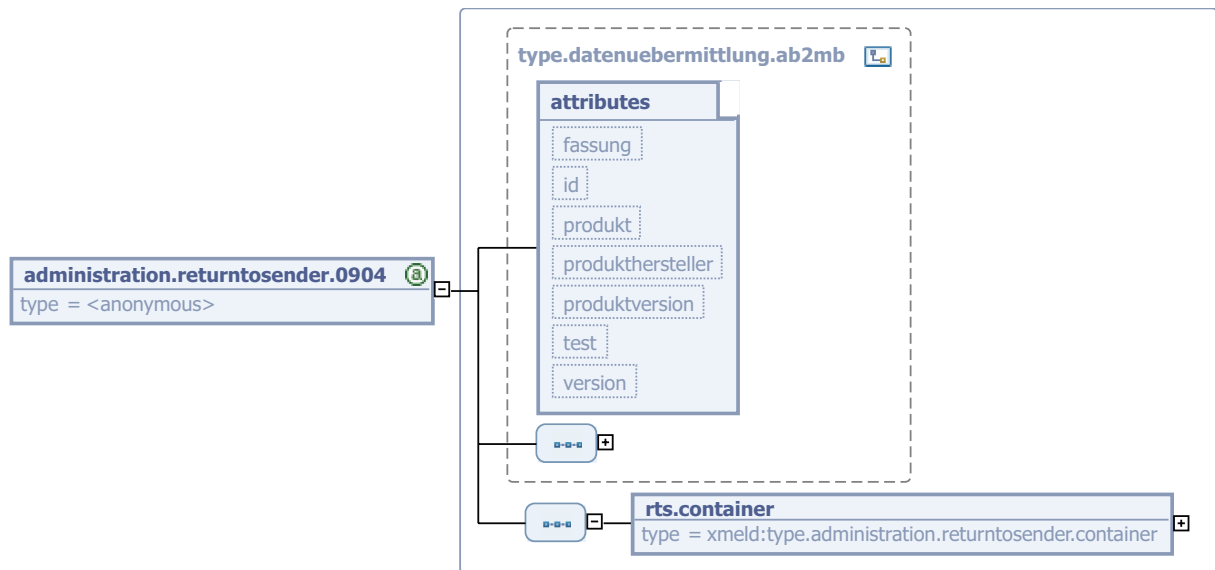 type.datenuebermittlung.ab2mb
attributes
fassung
id
produkt
produkthersteller
produktversion
test
version
administration.returntosender.0904
type = <anonymous>
rts.container
type = xmeld:type.administration.returntosender.container